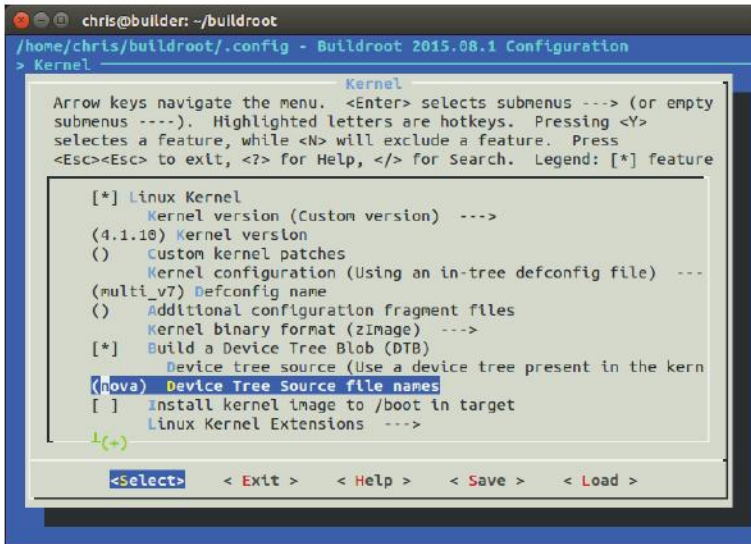 chris@builder: ~/buildroot
/home/chris/buildroot/.config - Buildroot 2015.08.1 Configuration
> Kernel
Kernel
Arrow keys navigate the menu.  <Enter> selects submenus ---> (or empty
submenus ----).  Highlighted letters are hotkeys.  Pressing <Y>
selectes a feature, while <N> will exclude a feature.  Press
<Esc><Esc> to exit, <?> for Help, </> for Search.  Legend: [*] feature
[*] Linux Kernel
Kernel version (Custom version)  --->
(4.1.10) Kernel version
()    Custom kernel patches
Kernel configuration (Using an in-tree defconfig file)  ---
(multi_v7) Defconfig name
()    Additional configuration fragment files
Kernel binary format (zImage)  --->
[*]   Build a Device Tree Blob (DTB)
Device tree source (Use a device tree present in the kern
(nova)  Device Tree Source file names
[ ]   Install kernel image to /boot in target
Linux Kernel Extensions  --->
┴(+)
<Select>    < Exit >    < Help >    < Save >    < Load >